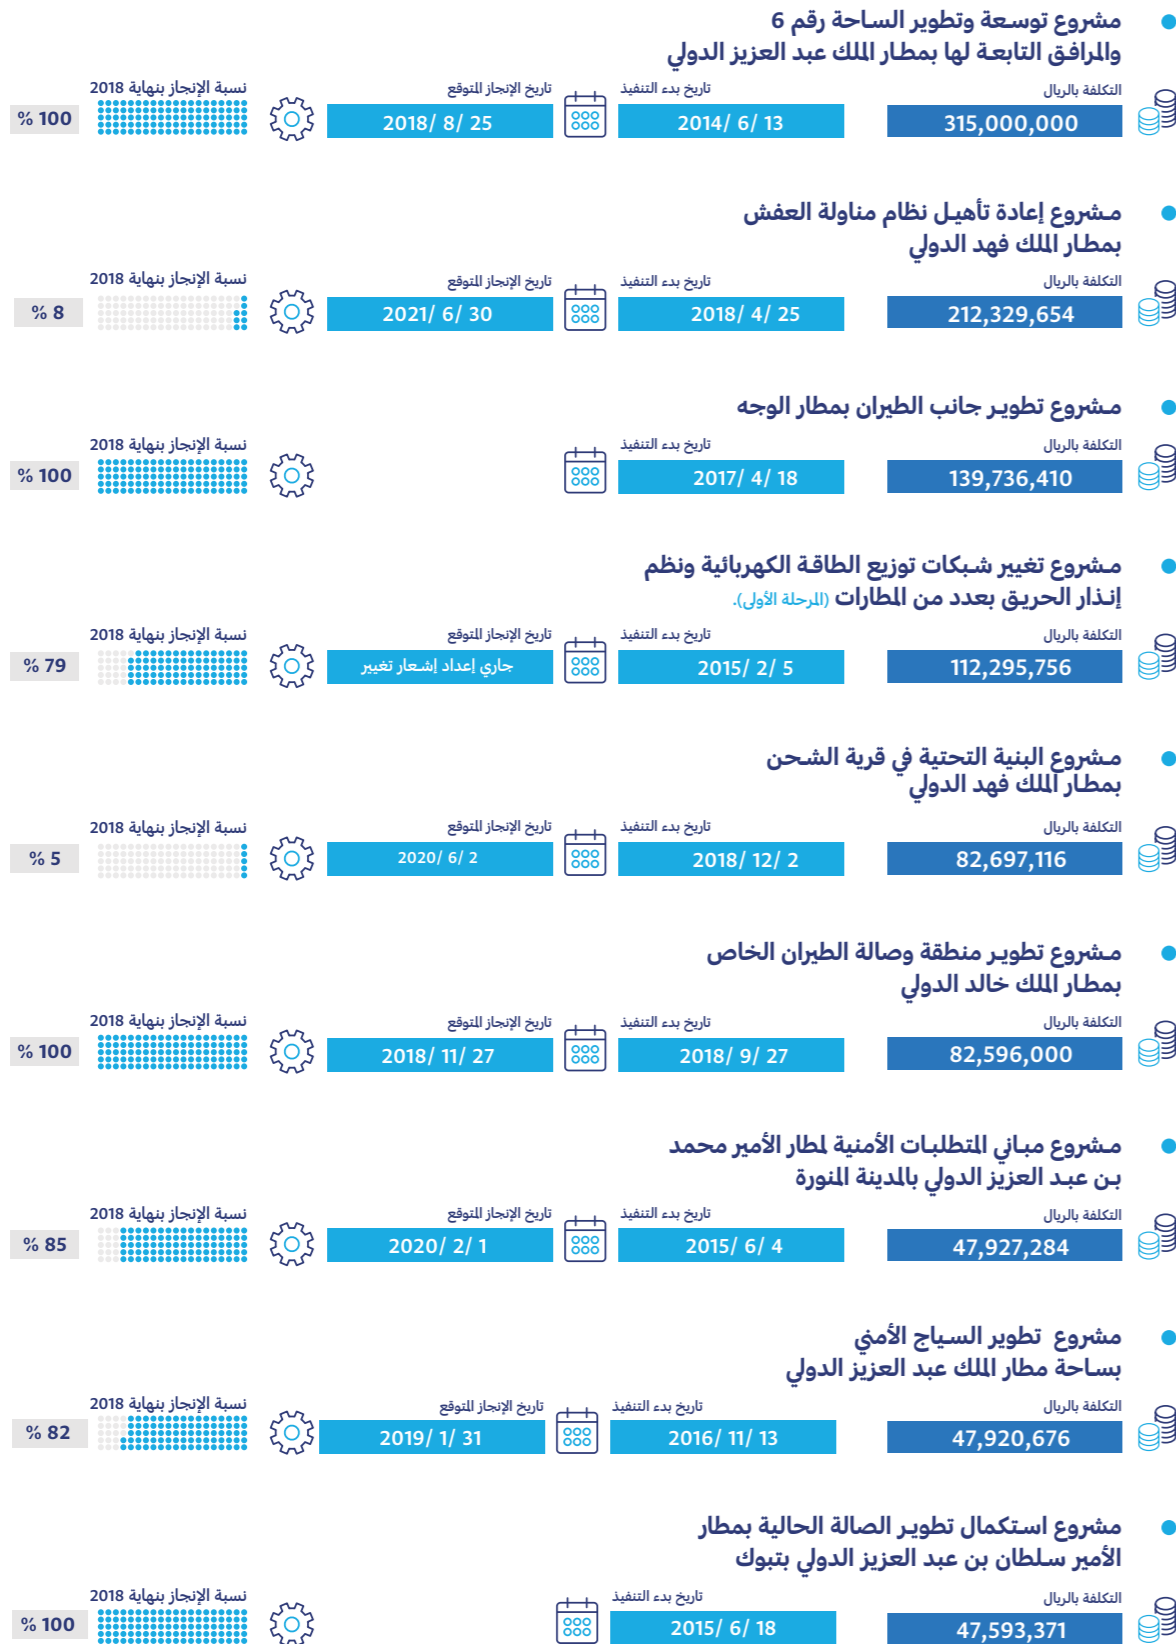 مشروع توسعة وتطوير الساحة رقم 6
والمرافق التابعة لها بمطار الملك عبد العزيز الدولي
التكلفة بالريال
تاريخ بدء التنفيذ
تاريخ الإنجاز المتوقع
نسبة الإنجاز بنهاية 2018
315,000,000
2014/ 6/ 13
2018/ 8/ 25
% 100
مشروع إعادة تأهيل نظام مناولة العفش
بمطار الملك فهد الدولي
التكلفة بالريال
تاريخ بدء التنفيذ
تاريخ الإنجاز المتوقع
نسبة الإنجاز بنهاية 2018
212,329,654
2018/ 4/ 25
2021/ 6/ 30
% 8
مشروع تطوير جانب الطيران بمطار الوجه
التكلفة بالريال
تاريخ بدء التنفيذ
نسبة الإنجاز بنهاية 2018
139,736,410
2017/ 4/ 18
% 100
مشروع تغيير شبكات توزيع الطاقة الكهربائية ونظم
إنذار الحريق بعدد من المطارات (المرحلة الأولى).
التكلفة بالريال
تاريخ بدء التنفيذ
تاريخ الإنجاز المتوقع
نسبة الإنجاز بنهاية 2018
112,295,756
2015/ 2/ 5
جاري إعداد إشعار تغيير
% 79
مشروع البنية التحتية في قرية الشحن
بمطار الملك فهد الدولي
التكلفة بالريال
تاريخ بدء التنفيذ
تاريخ الإنجاز المتوقع
نسبة الإنجاز بنهاية 2018
82,697,116
2018/ 12/ 2
2020/ 6/ 2
% 5
مشروع تطوير منطقة وصالة الطيران الخاص
بمطار الملك خالد الدولي
التكلفة بالريال
تاريخ بدء التنفيذ
تاريخ الإنجاز المتوقع
نسبة الإنجاز بنهاية 2018
82,596,000
2018/ 9/ 27
2018/ 11/ 27
% 100
مشروع مباني المتطلبات الأمنية لمطار الأمير محمد
بن عبد العزيز الدولي بالمدينة المنورة
التكلفة بالريال
تاريخ بدء التنفيذ
تاريخ الإنجاز المتوقع
نسبة الإنجاز بنهاية 2018
47,927,284
2015/ 6/ 4
2020/ 2/ 1
% 85
مشروع تطوير السياج الأمني
بساحة مطار الملك عبد العزيز الدولي
التكلفة بالريال
تاريخ بدء التنفيذ
تاريخ الإنجاز المتوقع
نسبة الإنجاز بنهاية 2018
47,920,676
2016/ 11/ 13
2019/ 1/ 31
% 82
مشروع استكمال تطوير الصالة الحالية بمطار
الأمير سلطان بن عبد العزيز الدولي بتبوك
التكلفة بالريال
تاريخ بدء التنفيذ
نسبة الإنجاز بنهاية 2018
47,593,371
2015/ 6/ 18
% 100